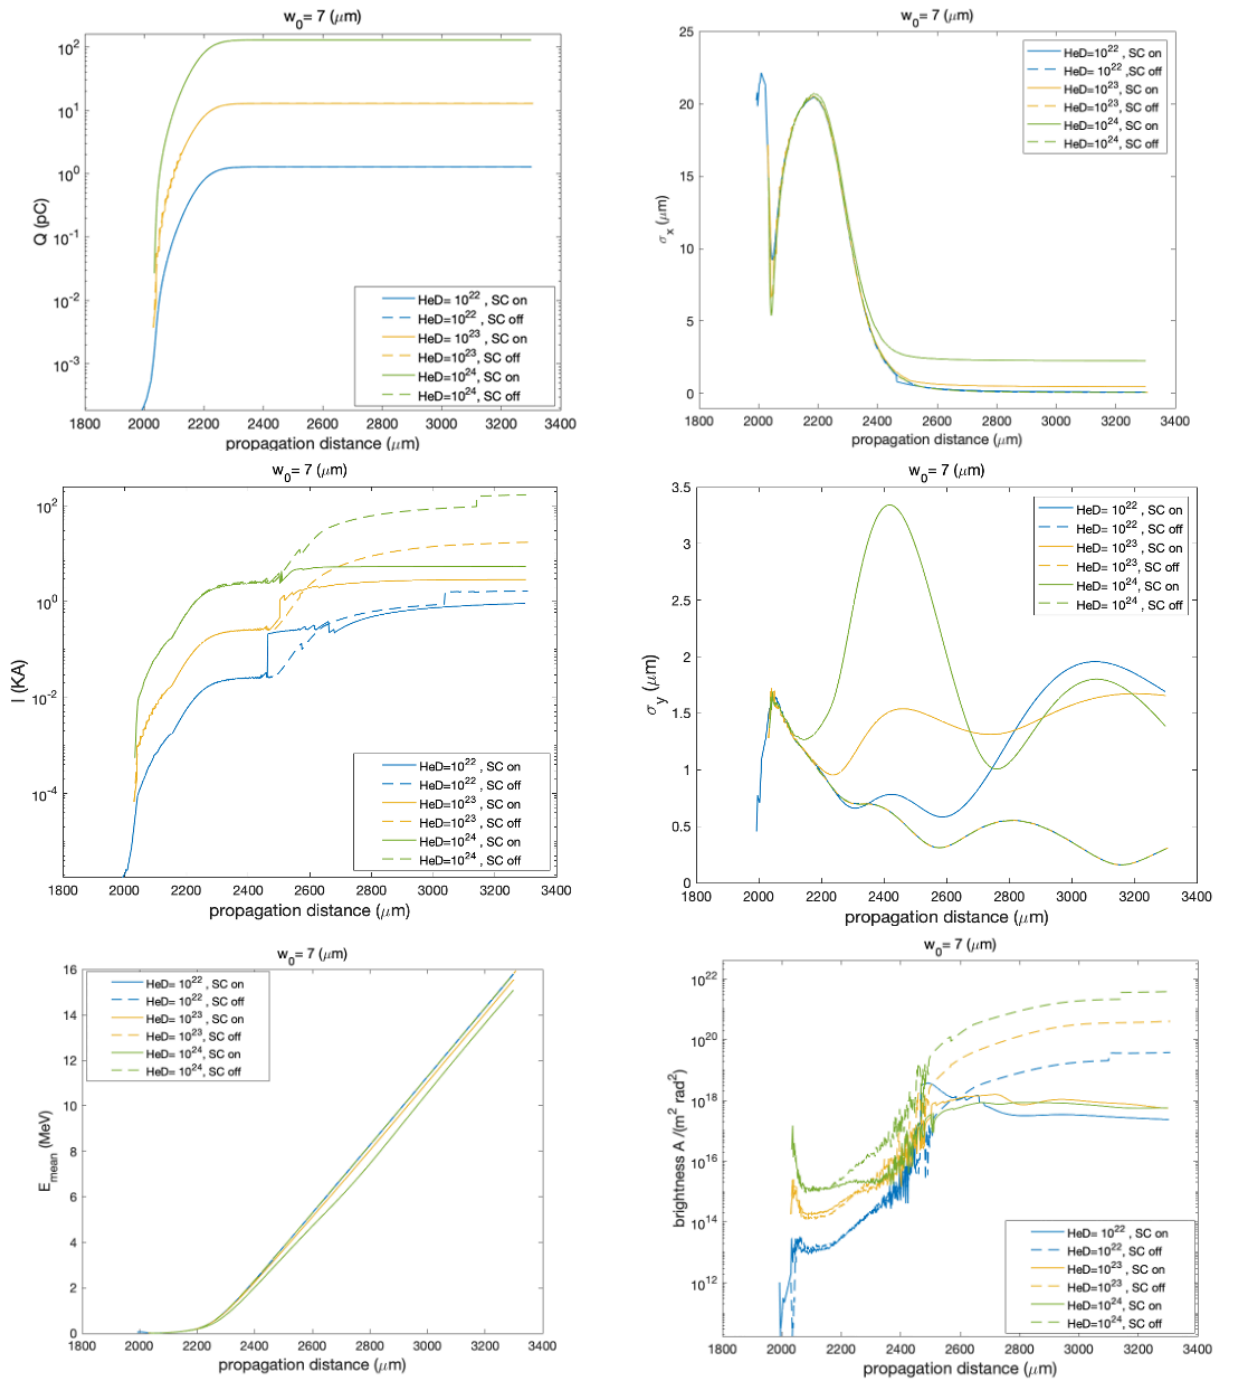 w0= 7 (μm)
Q (pC)
10^2
10^1
10^0
10^-1
10^-2
10^-3
HeD= 10^22 , SC on
HeD=10^22 , SC off
HeD= 10^23 , SC on
HeD=10^23, SC off
HeD=10^24, SC on
HeD=10^24, SC off
1800 2000 2200 2400 2600 2800 3000 3200 3400
propagation distance (μm)
w0= 7 (μm)
σx (μm)
25
20
15
10
5
0
HeD=10^22 , SC on
HeD= 10^22 ,SC off
HeD=10^23 , SC on
HeD=10^23, SC off
HeD=10^24, SC on
HeD=10^24, SC off
1800 2000 2200 2400 2600 2800 3000 3200 3400
propagation distance (μm)
w0= 7 (μm)
I (KA)
10^2
10^0
10^-2
10^-4
HeD=10^22 , SC on
HeD=10^22 , SC off
HeD=10^23 , SC on
HeD=10^23 , SC off
HeD=10^24 , SC on
HeD=10^24 , SC off
1800 2000 2200 2400 2600 2800 3000 3200 3400
propagation distance (μm)
w0= 7 (μm)
σy (μm)
3.5
3
2.5
2
1.5
1
0.5
0
HeD= 10^22 , SC on
HeD= 10^22 , SC off
HeD= 10^23 , SC on
HeD= 10^23 , SC off
HeD= 10^24 , SC on
HeD= 10^24 , SC off
1800 2000 2200 2400 2600 2800 3000 3200 3400
propagation distance (μm)
w0= 7 (μm)
Emean (MeV)
16
14
12
10
8
6
4
2
0
HeD= 10^22 , SC on
HeD= 10^22, SC off
HeD= 10^23 , SC on
HeD= 10^23, SC off
HeD= 10^24, SC on
HeD= 10^24, SC off
1800 2000 2200 2400 2600 2800 3000 3200 3400
propagation distance (μm)
w0= 7 (μm)
brightness A /(m^2 rad^2)
10^22
10^20
10^18
10^16
10^14
10^12
HeD= 10^22 , SC on
HeD=10^22, SC off
HeD=10^23 , SC on
HeD=10^23 , SC off
HeD=10^24 , SC on
HeD=10^24, SC off
1800 2000 2200 2400 2600 2800 3000 3200 3400
propagation distance (μm)